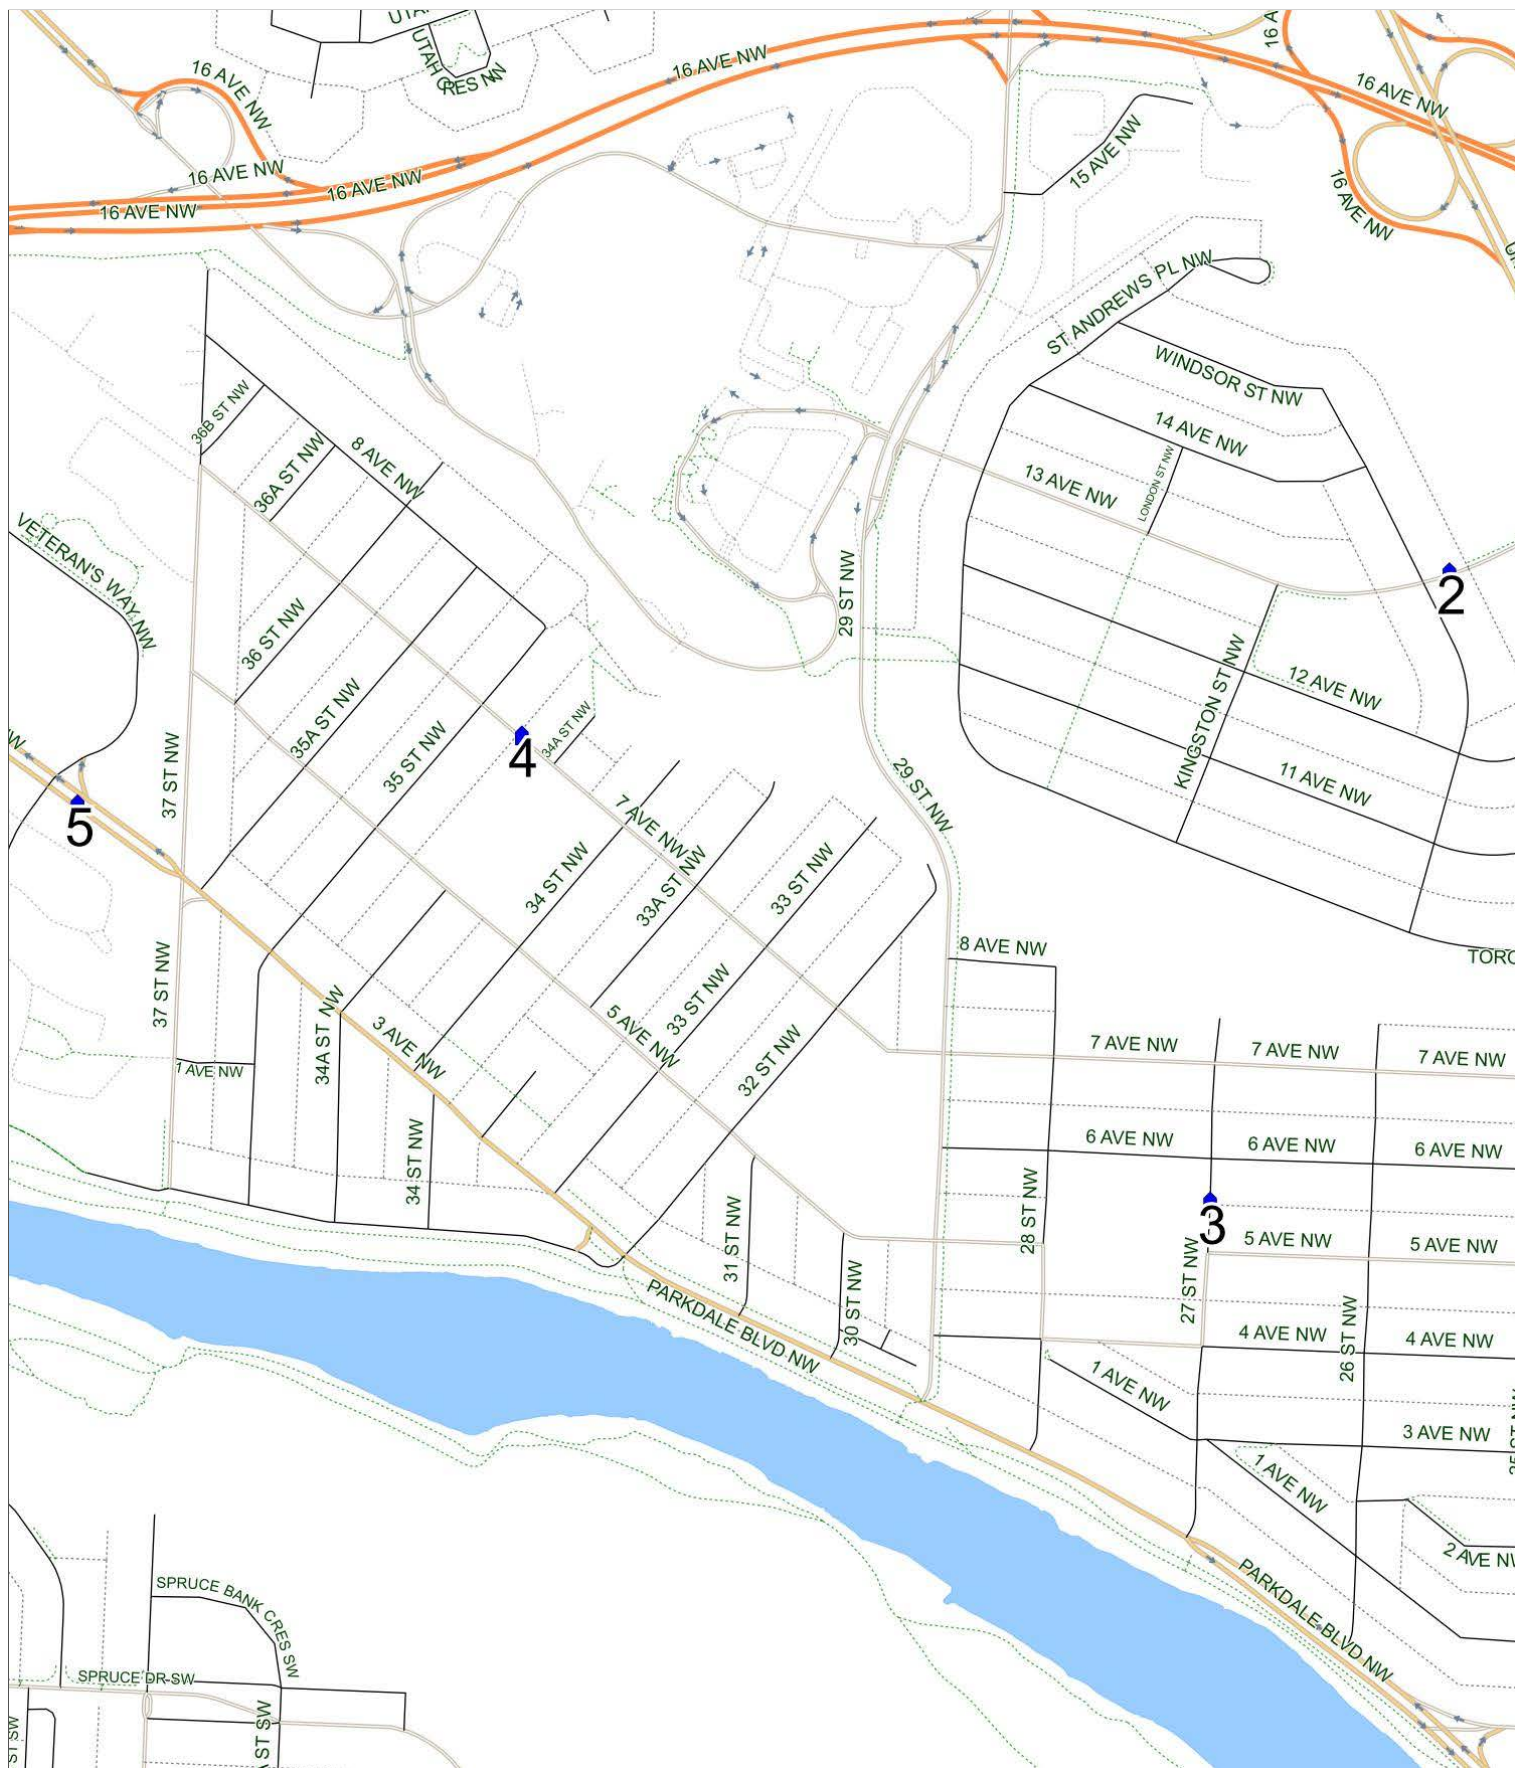 UTAH CRES NW
16 AVE NW
16 AVE NW
16 AVE NW
16 AVE NW
16 AVE NW
16 AVE NW
16 AVE NW
15 AVE NW
ST ANDREWS PL NW
WINDSOR ST NW
14 AVE NW
LONDON ST NW
13 AVE NW
36B ST NW
36A ST NW
8 AVE NW
VETERAN'S WAY NW
29 ST NW
2
36 ST NW
KINGSTON ST NW
12 AVE NW
35A ST NW
35 ST NW
34A ST NW
4
37 ST NW
5
11 AVE NW
29 ST NW
7 AVE NW
34 ST NW
33A ST NW
33 ST NW
8 AVE NW
37 ST NW
34A ST NW
3 AVE NW
33 ST NW
5 AVE NW
32 ST NW
1 AVE NW
7 AVE NW
7 AVE NW
7 AVE NW
6 AVE NW
6 AVE NW
6 AVE NW
34 ST NW
31 ST NW
28 ST NW
3
5 AVE NW
5 AVE NW
27 ST NW
30 ST NW
PARKDALE BLVD NW
4 AVE NW
4 AVE NW
26 ST NW
1 AVE NW
3 AVE NW
1 AVE NW
2 AVE NW
PARKDALE BLVD NW
SPRUCE BANK CRES SW
SPRUCE DR SW
ST SW
ST SW